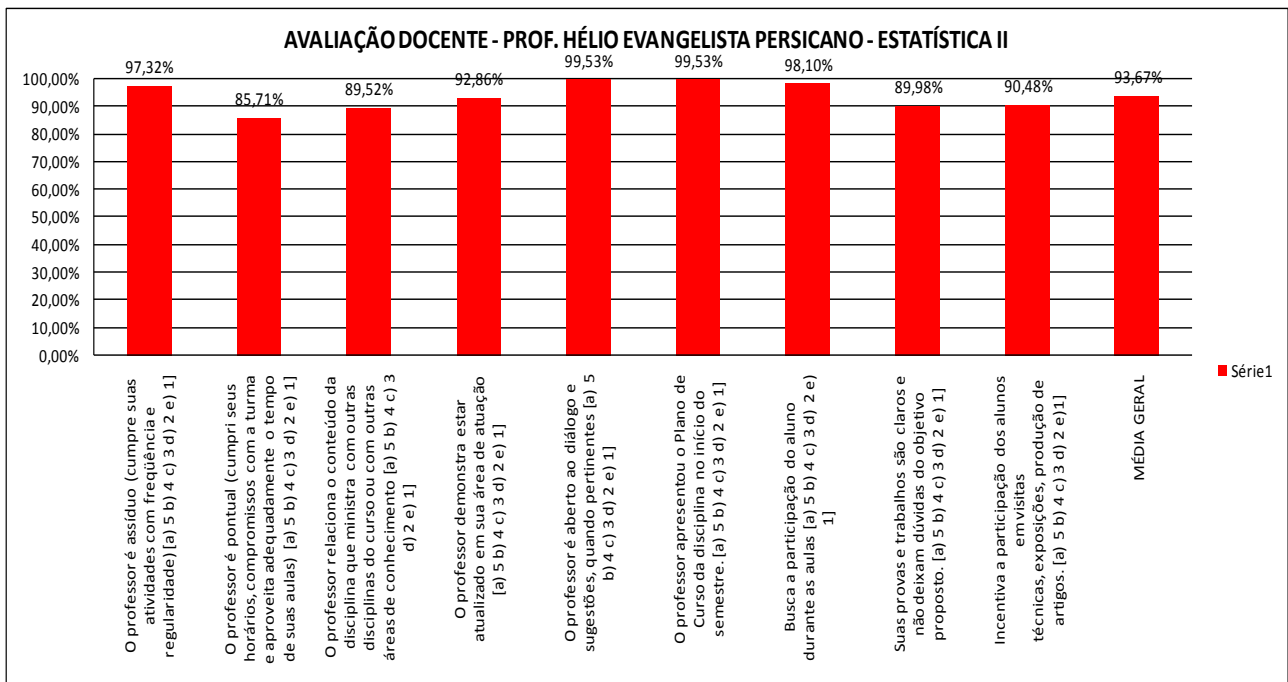 AVALIAÇÃO DOCENTE - PROF. HÉLIO EVANGELISTA PERSICANO - ESTATÍSTICA II
97,32%
85,71%
89,52%
92,86%
99,53%
99,53%
98,10%
89,98%
90,48%
93,67%
100,00%
90,00%
80,00%
70,00%
60,00%
50,00%
40,00%
30,00%
20,00%
10,00%
0,00%
Série1
O professor é assíduo (cumpre suas
atividades com freqüência e
regularidade) [a) 5 b) 4 c) 3 d) 2 e) 1]
O professor é pontual (cumpri seus
horários, compromissos com a turma
e aproveita adequadamente o tempo
de suas aulas) [a) 5 b) 4 c) 3 d) 2 e) 1]
O professor relaciona o conteúdo da
disciplina que ministra com outras
disciplinas do curso ou com outras
áreas de conhecimento [a) 5 b) 4 c) 3
d) 2 e) 1]
O professor demonstra estar
atualizado em sua área de atuação
[a) 5 b) 4 c) 3 d) 2 e) 1]
O professor é aberto ao diálogo e
sugestões, quando pertinentes [a) 5
b) 4 c) 3 d) 2 e) 1]
O professor apresentou o Plano de
Curso da disciplina no início do
semestre. [a) 5 b) 4 c) 3 d) 2 e) 1]
Busca a participação do aluno
durante as aulas [a) 5 b) 4 c) 3 d) 2 e)
1]
Suas provas e trabalhos são claros e
não deixam dúvidas do objetivo
proposto. [a) 5 b) 4 c) 3 d) 2 e) 1]
Incentiva a participação dos alunos
em visitas
técnicas, exposições, produção de
artigos. [a) 5 b) 4 c) 3 d) 2 e)1]
MÉDIA GERAL